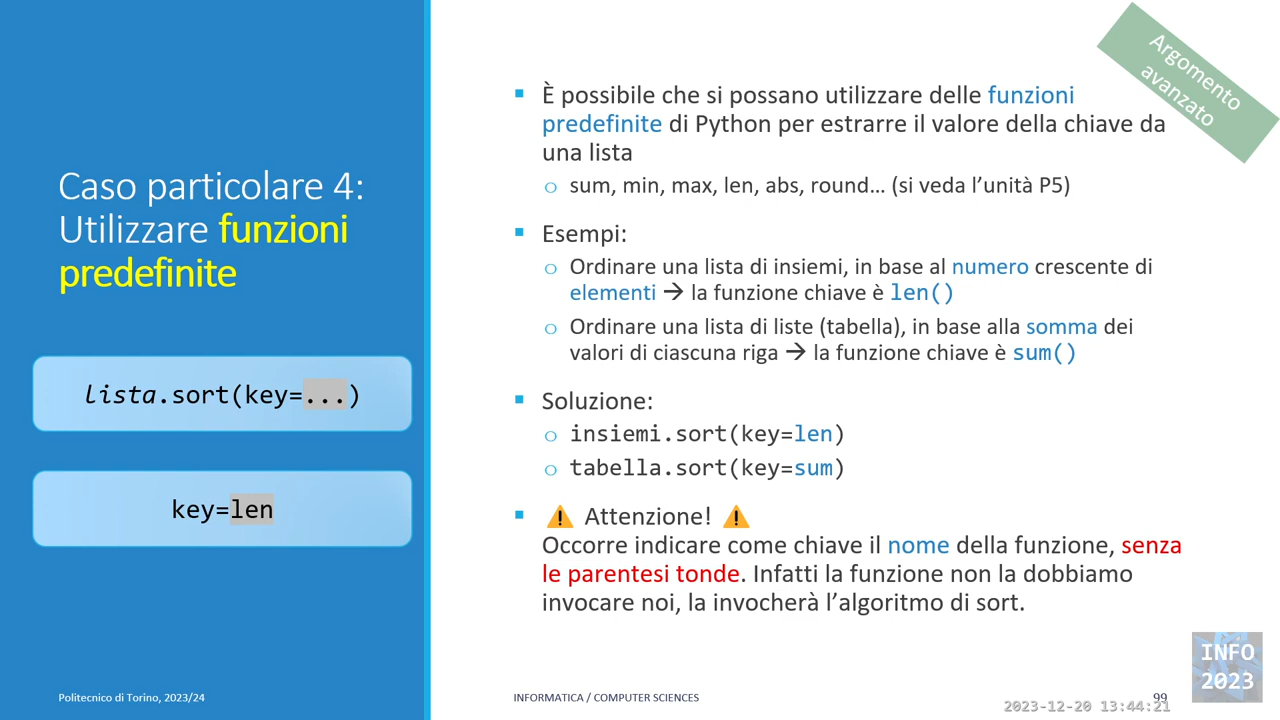 Argomento
avanzato
Caso particolare 4:
Utilizzare funzioni
predefinite
lista.sort(key=...)
key=len
▪ È possibile che si possano utilizzare delle funzioni
predefinite di Python per estrarre il valore della chiave da
una lista
o sum, min, max, len, abs, round... (si veda l'unità P5)
▪ Esempi:
o Ordinare una lista di insiemi, in base al numero crescente di
elementi → la funzione chiave è len()
o Ordinare una lista di liste (tabella), in base alla somma dei
valori di ciascuna riga → la funzione chiave è sum()
▪ Soluzione:
o insiemi.sort(key=len)
o tabella.sort(key=sum)
▪ ⚠ Attenzione! ⚠
Occorre indicare come chiave il nome della funzione, senza
le parentesi tonde. Infatti la funzione non la dobbiamo
invocare noi, la invocherà l'algoritmo di sort.
INFO
2023
Politecnico di Torino, 2023/24
INFORMATICA / COMPUTER SCIENCES
99
2023-12-20 13:44:21